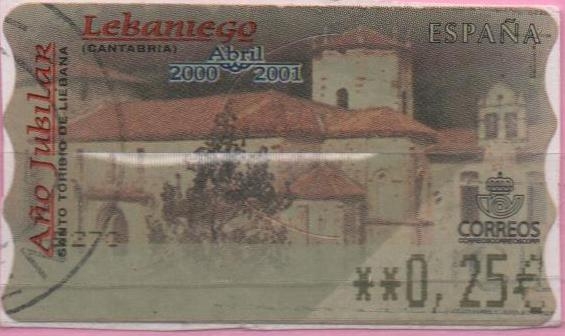 Lebaniego
(CANTABRIA)
ESPAÑA
Abril
2000 2001
Año Jubilar
SANTO TORIBIO DE LIEBANA
CORREOS
**0,25€